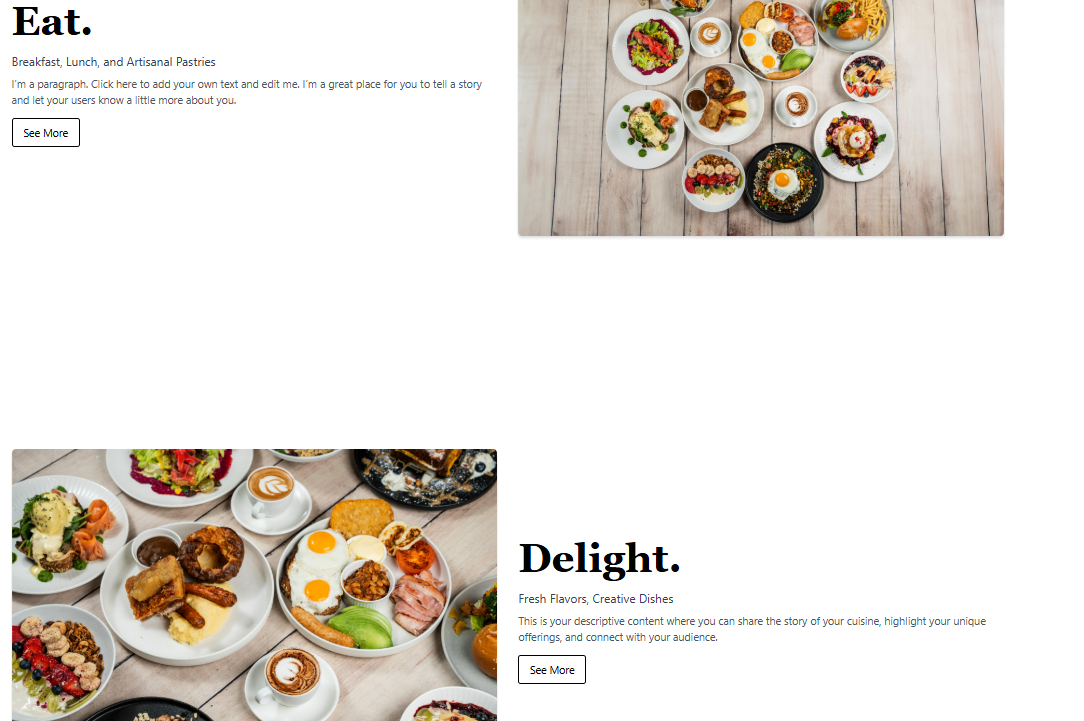 Eat.
Breakfast, Lunch, and Artisanal Pastries
I'm a paragraph. Click here to add your own text and edit me. I'm a great place for you to tell a story
and let your users know a little more about you.
See More
Delight.
Fresh Flavors, Creative Dishes
This is your descriptive content where you can share the story of your cuisine, highlight your unique
offerings, and connect with your audience.
See More